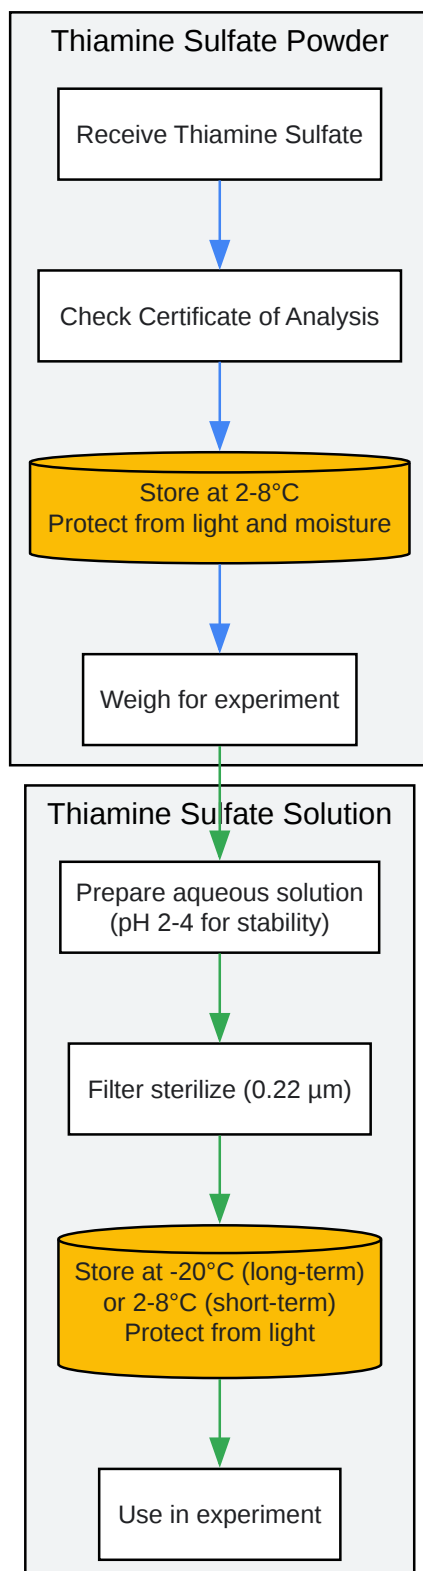 Thiamine Sulfate Powder
Receive Thiamine Sulfate
Check Certificate of Analysis
Store at 2-8°C
Protect from light and moisture
Weigh for experiment
Thiamine Sulfate Solution
Prepare aqueous solution
(pH 2-4 for stability)
Filter sterilize (0.22 µm)
Store at -20°C (long-term)
or 2-8°C (short-term)
Protect from light
Use in experiment